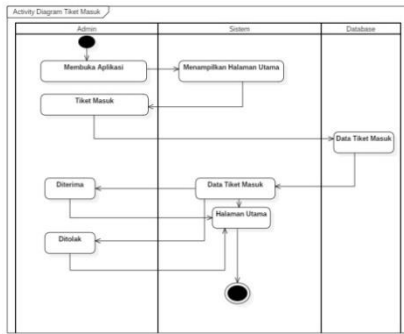 Activity Diagram Tiket Masuk
Admin
Sistem
Database
Membuka Aplikasi
Menampilkan Halaman Utama
Tiket Masuk
Data Tiket Masuk
Diterima
Data Tiket Masuk
Halaman Utama
Ditolak